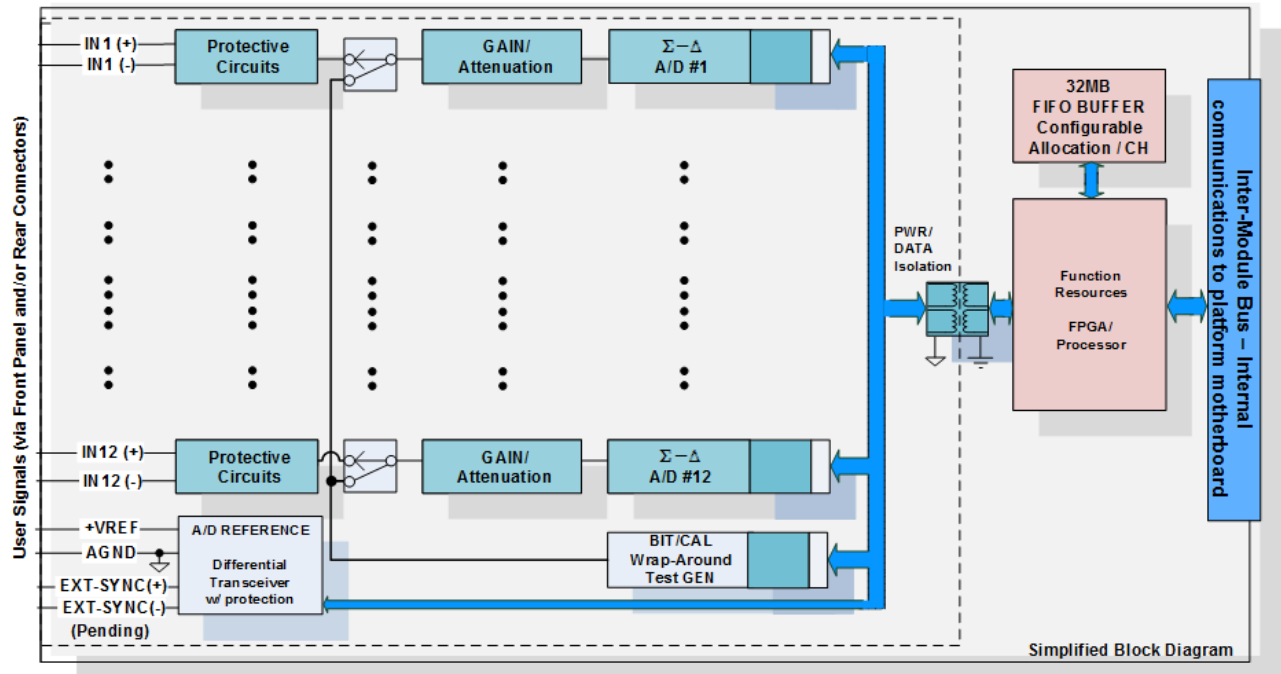 User Signals (via Front Panel and/or Rear Connectors)
IN1 (+)
IN1 (-)
Protective
Circuits
GAIN/
Attenuation
Σ–Δ
A/D #1
32MB
FIFO BUFFER
Configurable
Allocation / CH
PWR/
DATA
Isolation
Function
Resources
FPGA/
Processor
Inter-Module Bus – Internal
communications to platform motherboard
IN12 (+)
IN12 (-)
Protective
Circuits
GAIN/
Attenuation
Σ–Δ
A/D #12
+VREF
AGND
EXT-SYNC(+)
EXT-SYNC(-)
(Pending)
A/D REFERENCE
Differential
Transceiver
w/ protection
BIT/CAL
Wrap-Around
Test GEN
Simplified Block Diagram